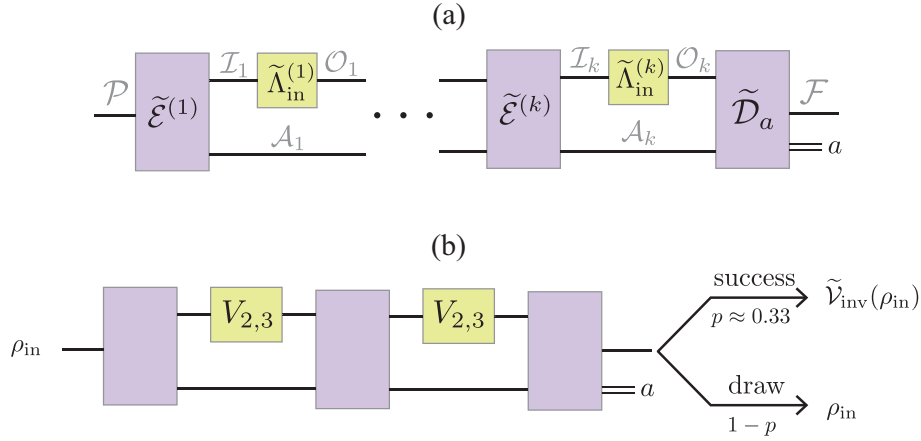 (a)
𝒫 ℐ₁ Λ̃ᵢₙ⁽¹⁾ 𝒪₁ ℐₖ Λ̃ᵢₙ⁽ᵏ⁾ 𝒪ₖ ℱ
ℰ̃⁽¹⁾ 𝒜₁ · · · ℰ̃⁽ᵏ⁾ 𝒜ₖ 𝒟̃ₐ a
(b)
ρᵢₙ V₂,₃ V₂,₃ a
success 𝒱̃ᵢₙᵥ(ρᵢₙ)
p ≈ 0.33
draw ρᵢₙ
1 − p